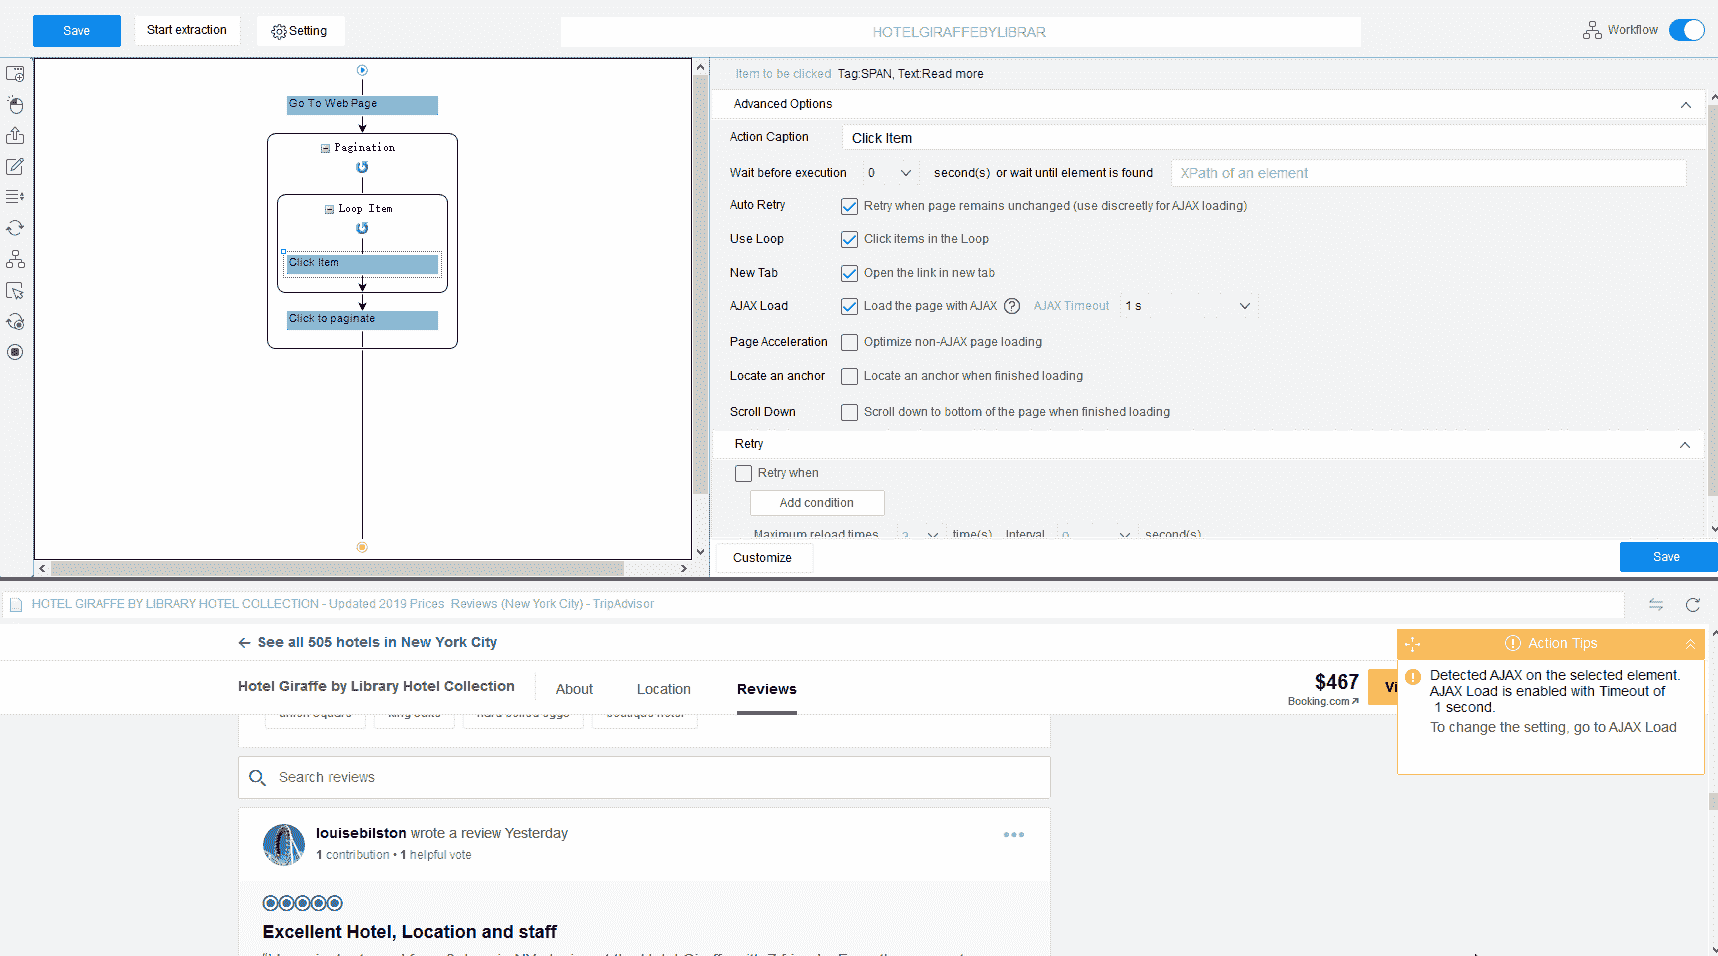 Save
Start extraction
Setting
HOTELGIRAFFEBYLIBRAR
Workflow
Go To Web Page
Pagination
Loop Item
Click Item
Click to paginate
Item to be clicked Tag:SPAN, Text:Read more
Advanced Options
Action Caption Click Item
Wait before execution 0 second(s) or wait until element is found XPath of an element
Auto Retry Retry when page remains unchanged (use discreetly for AJAX loading)
Use Loop Click items in the Loop
New Tab Open the link in new tab
AJAX Load Load the page with AJAX ? AJAX Timeout 1 s
Page Acceleration Optimize non-AJAX page loading
Locate an anchor Locate an anchor when finished loading
Scroll Down Scroll down to bottom of the page when finished loading
Retry
Retry when
Add condition
Maximum reload times time(s) Interval 0 second(s)
Customize
Save
HOTEL GIRAFFE BY LIBRARY HOTEL COLLECTION - Updated 2019 Prices Reviews (New York City) - TripAdvisor
← See all 505 hotels in New York City
Hotel Giraffe by Library Hotel Collection About Location Reviews
$467
Booking.com
Vi
Action Tips
Detected AJAX on the selected element.
AJAX Load is enabled with Timeout of
1 second.
To change the setting, go to AJAX Load
union square king suite hard boiled eggs boutique hotel
Search reviews
louisebilston wrote a review Yesterday
1 contribution • 1 helpful vote
Excellent Hotel, Location and staff